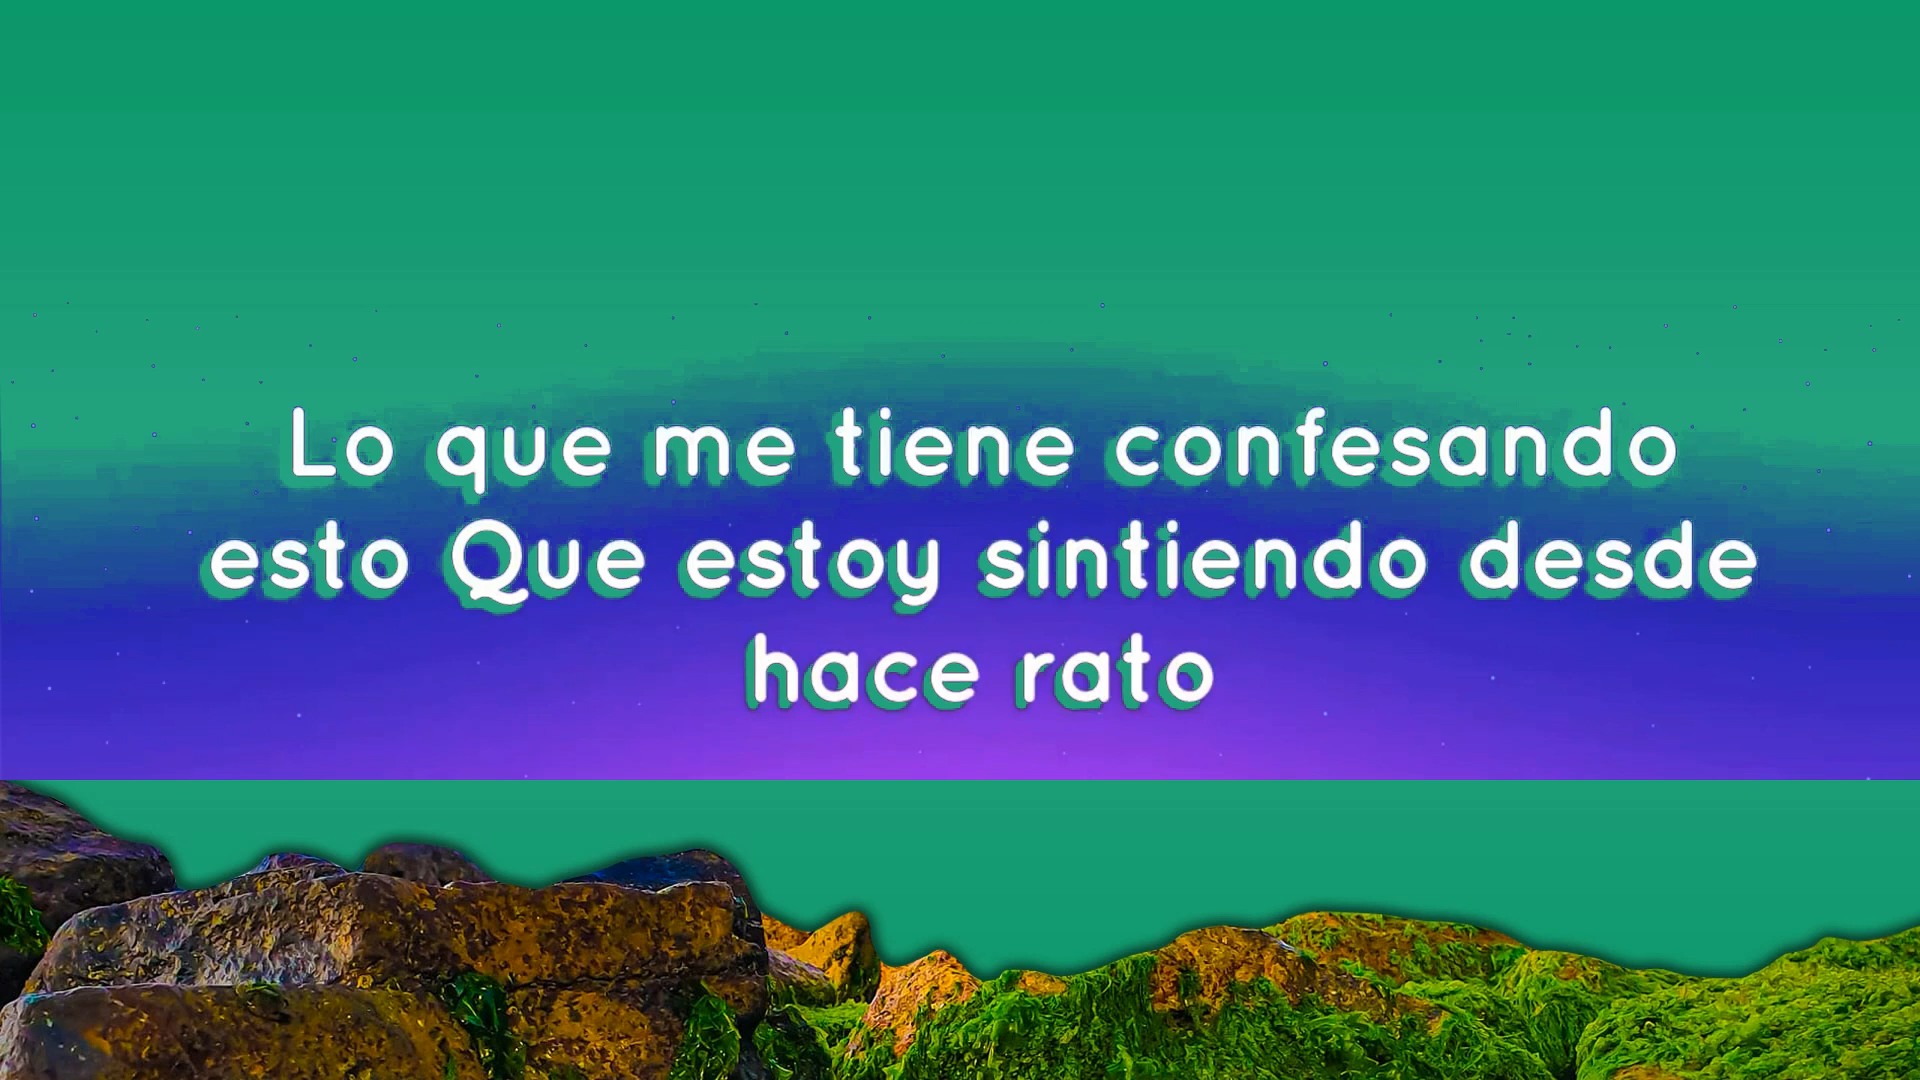 Lo que me tiene confesando
esto Que estoy sintiendo desde
hace rato